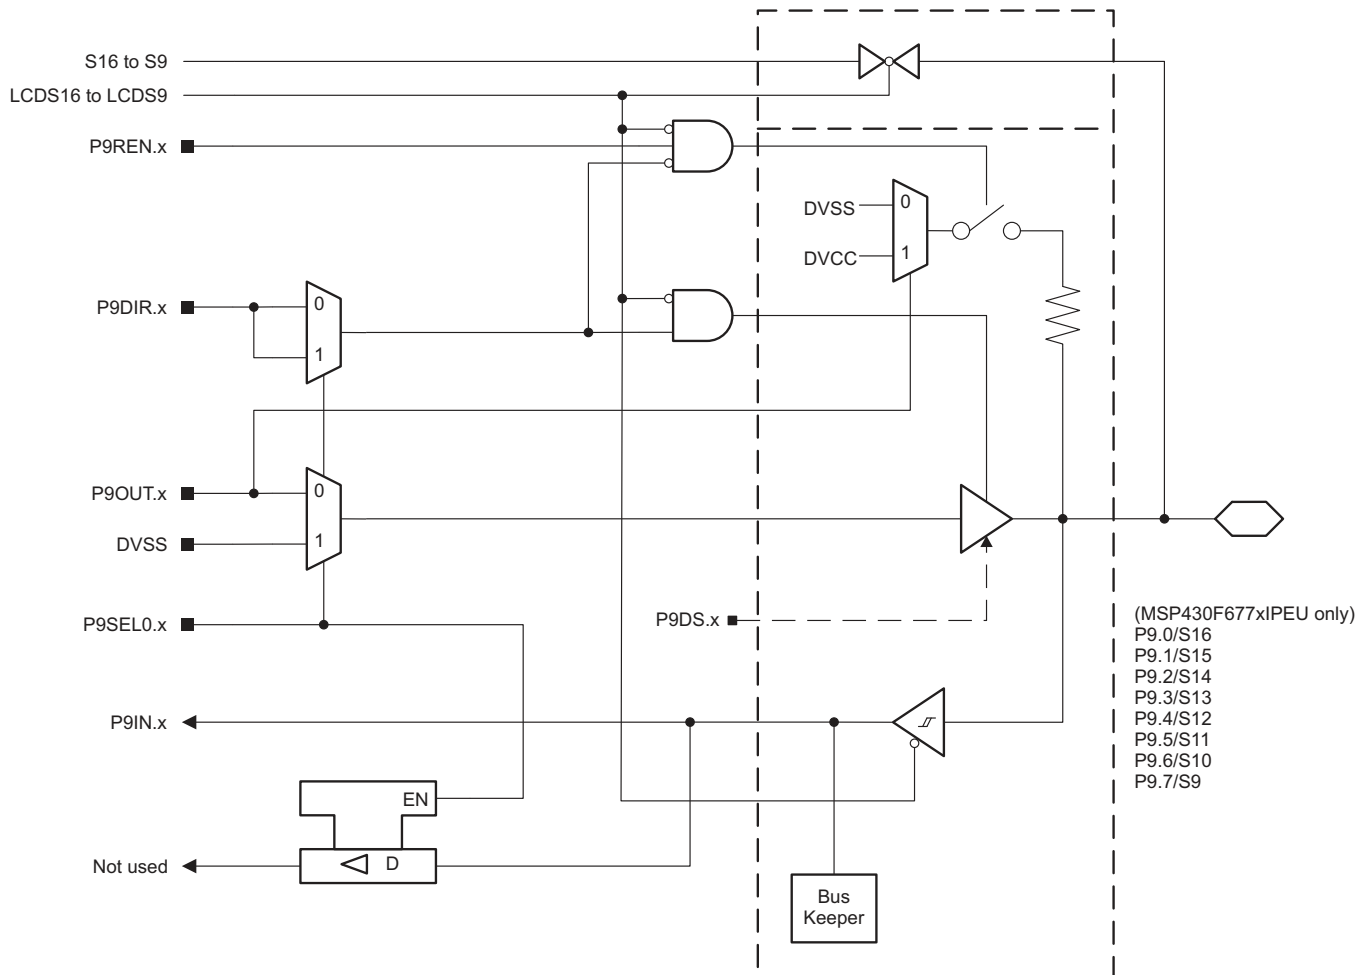 S16 to S9
LCDS16 to LCDS9
P9REN.x
DVSS
0
DVCC
1
P9DIR.x
0
1
P9OUT.x
0
DVSS
1
P9SEL0.x
P9DS.x
(MSP430F677xIPEU only)
P9.0/S16
P9.1/S15
P9.2/S14
P9.3/S13
P9.4/S12
P9.5/S11
P9.6/S10
P9.7/S9
P9IN.x
EN
Not used
D
Bus
Keeper